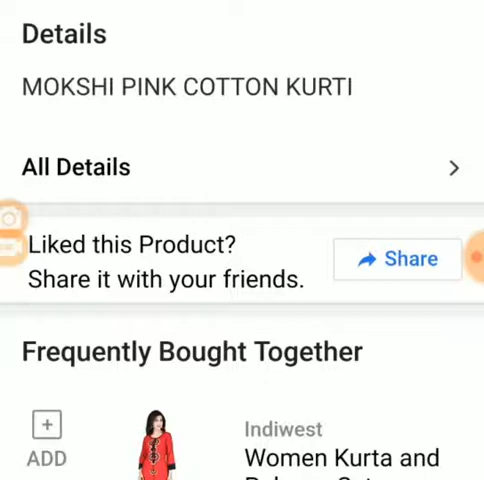 Details
MOKSHI PINK COTTON KURTI
All Details
Liked this Product?
Share it with your friends.
Share
Frequently Bought Together
ADD
Indiwest
Women Kurta and